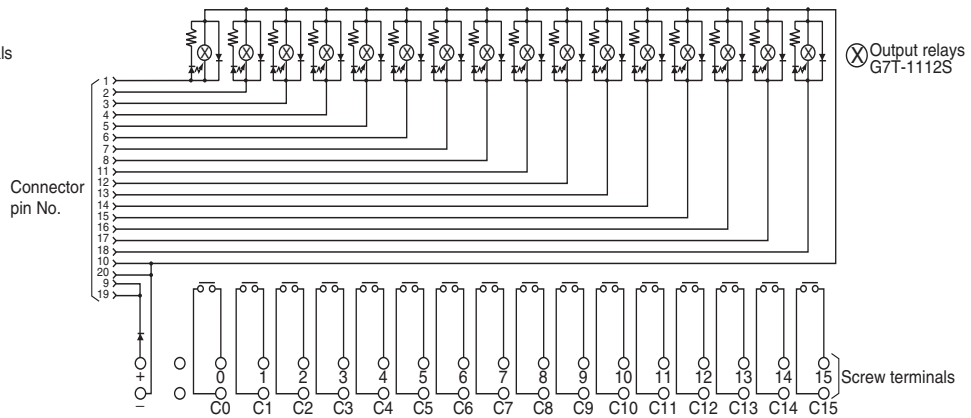 als
Output relays
G7T-1112S
1
2
3
4
5
6
7
8
11
12
13
14
15
16
17
18
10
20
9
19
Connector
pin No.
+ 0 1 2 3 4 5 6 7 8 9 10 11 12 13 14 15
Screw terminals
– C0 C1 C2 C3 C4 C5 C6 C7 C8 C9 C10 C11 C12 C13 C14 C15